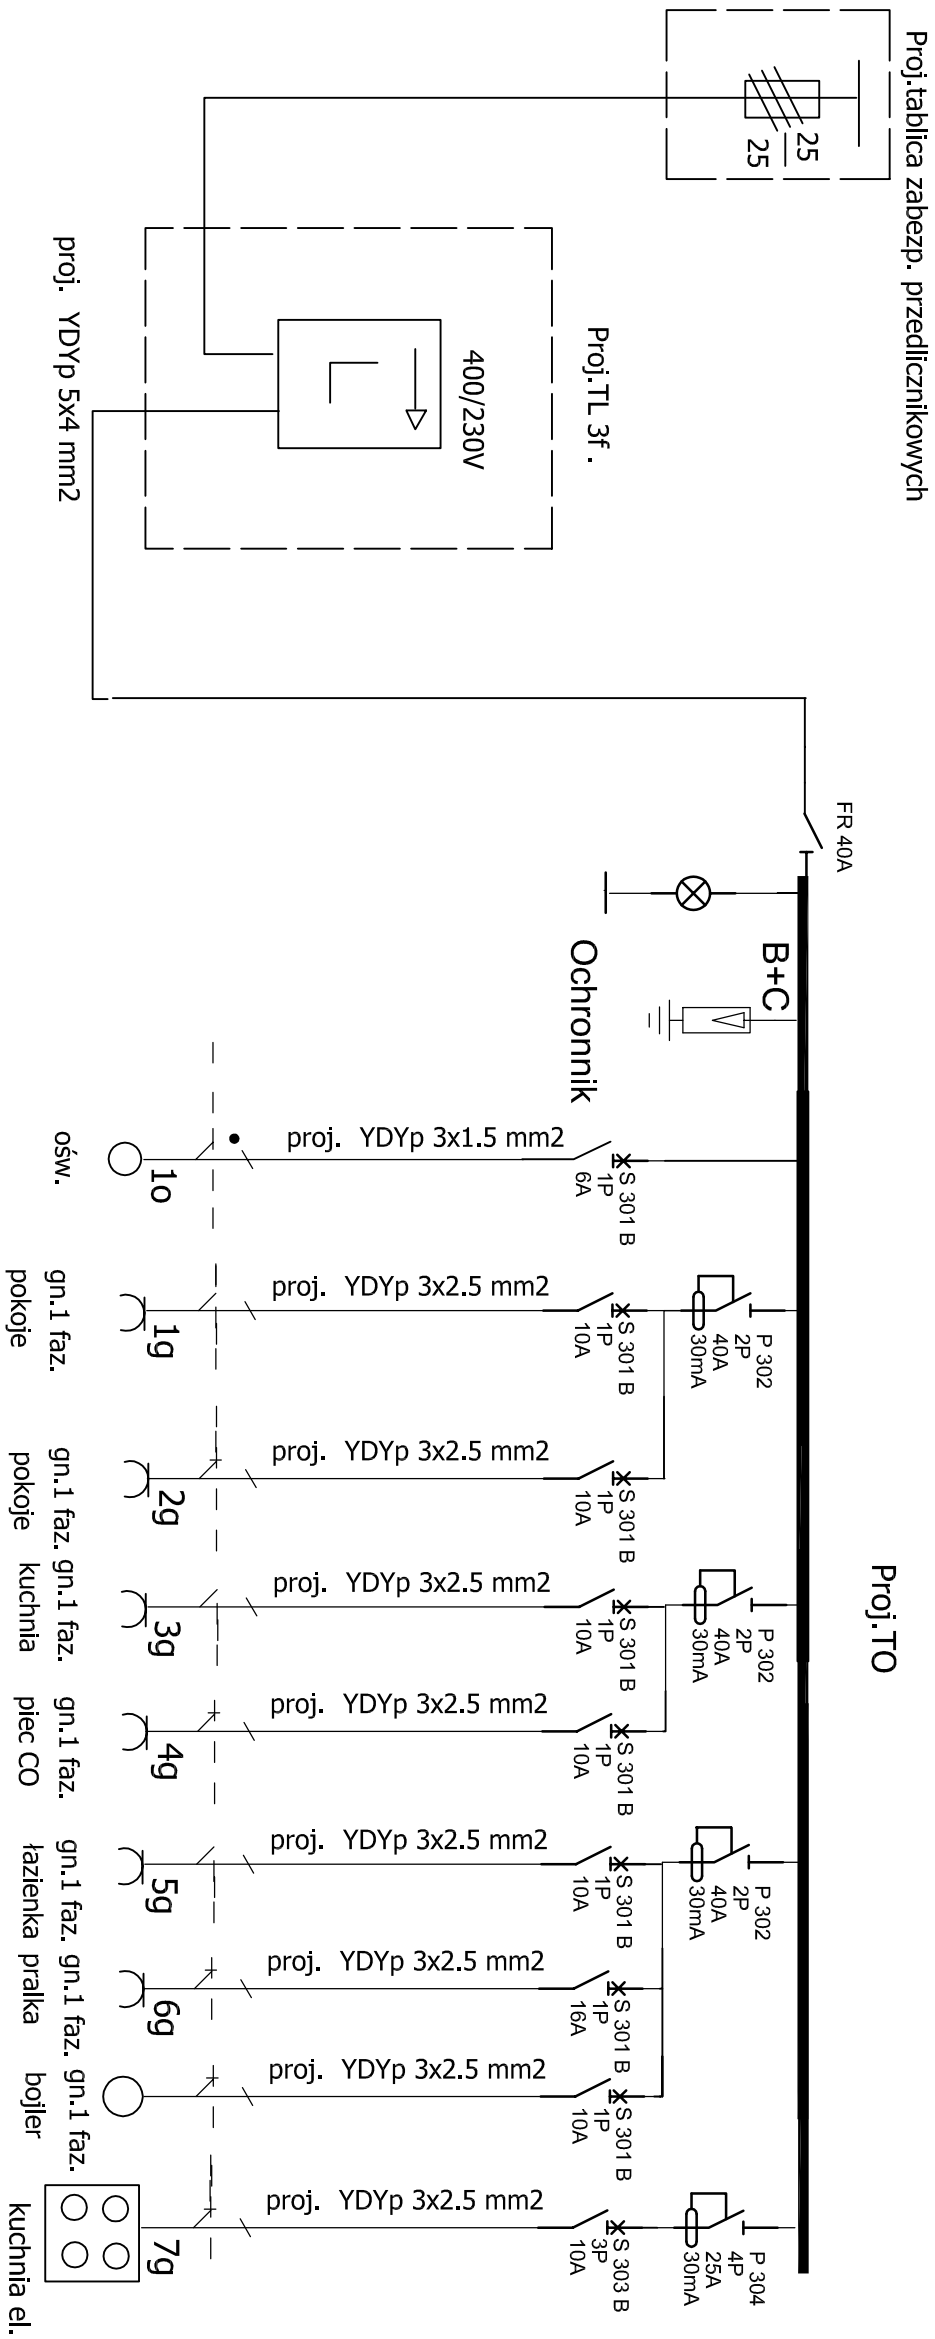 Proj.tablica zabezp. przedlicznikowych
25
25
Proj.TL 3f .
400/230V
proj. YDYp 5x4 mm2
Proj.TO
FR 40A
B+C
Ochronnik
S 301 B
1P
6A
proj. YDYp 3x1.5 mm2
1o
ośw.
P 302
2P
40A
30mA
S 301 B
1P
10A
proj. YDYp 3x2.5 mm2
1g
gn.1 faz.
pokoje
S 301 B
1P
10A
proj. YDYp 3x2.5 mm2
2g
gn.1 faz.
pokoje
P 302
2P
40A
30mA
S 301 B
1P
10A
proj. YDYp 3x2.5 mm2
3g
gn.1 faz.
kuchnia
S 301 B
1P
10A
proj. YDYp 3x2.5 mm2
4g
gn.1 faz.
piec CO
P 302
2P
40A
30mA
S 301 B
1P
10A
proj. YDYp 3x2.5 mm2
5g
gn.1 faz.
łazienka
S 301 B
1P
16A
proj. YDYp 3x2.5 mm2
6g
gn.1 faz.
pralka
S 301 B
1P
10A
proj. YDYp 3x2.5 mm2
gn.1 faz.
bojler
P 304
4P
25A
30mA
S 303 B
3P
10A
proj. YDYp 3x2.5 mm2
7g
kuchnia el.